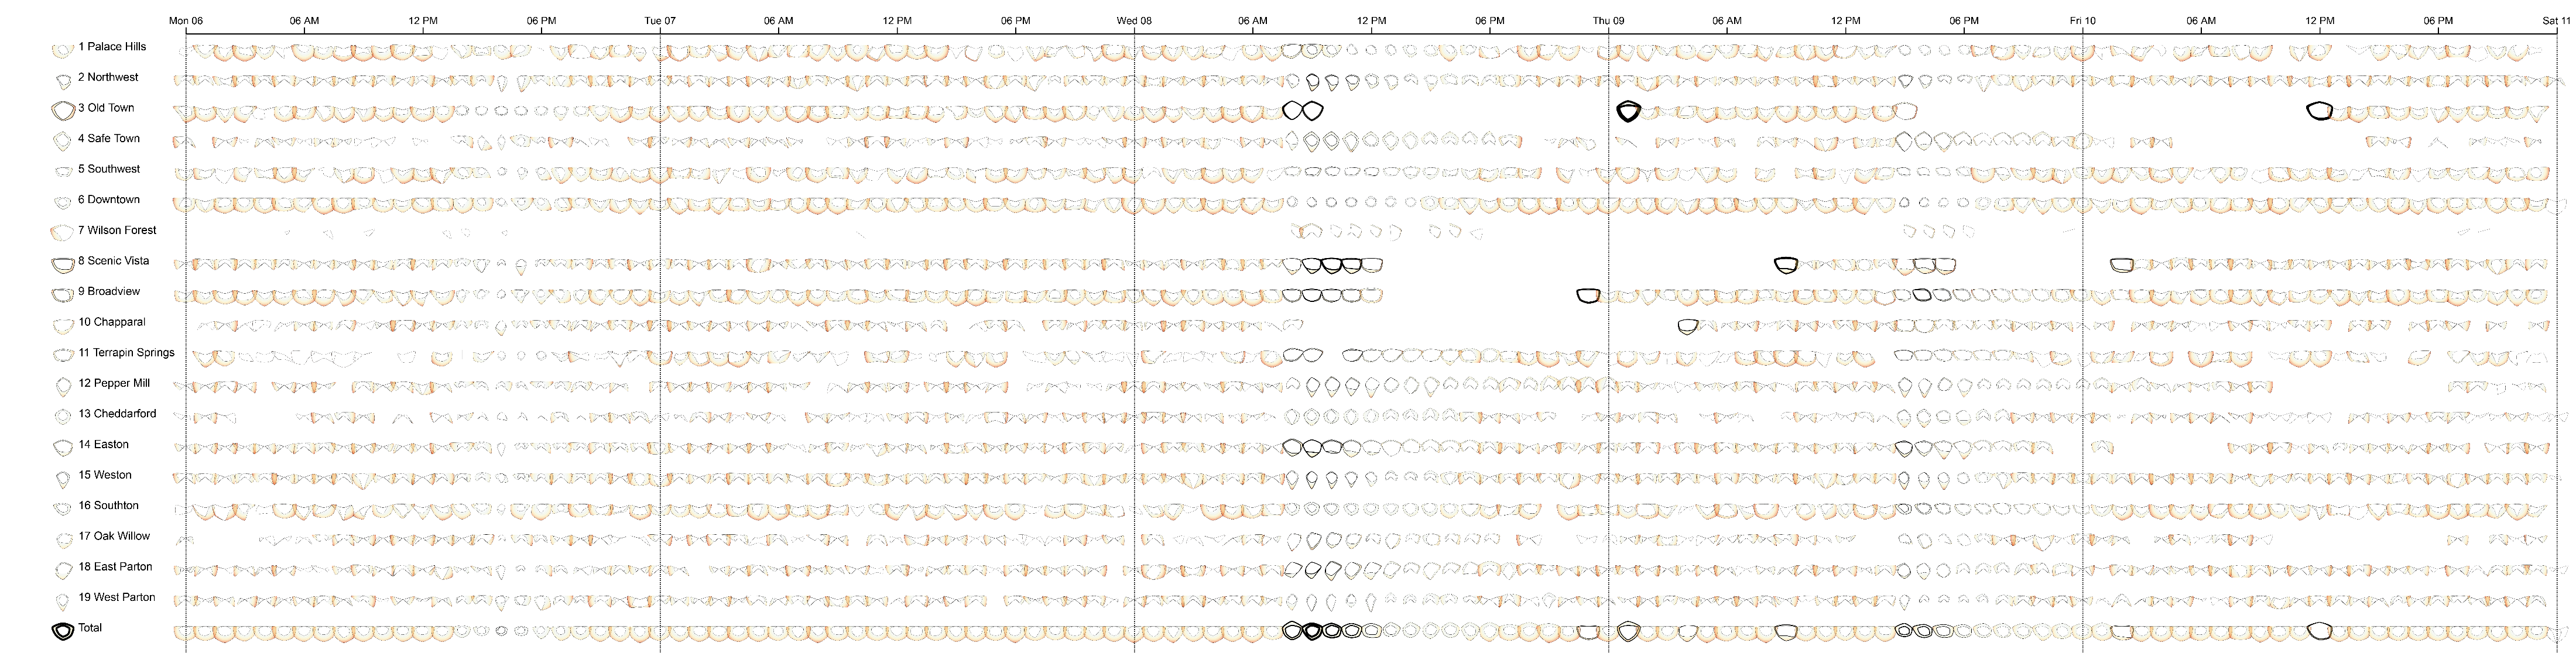 Mon 06 06 AM 12 PM 06 PM Tue 07 06 AM 12 PM 06 PM Wed 08 06 AM 12 PM 06 PM Thu 09 06 AM 12 PM 06 PM Fri 10 06 AM 12 PM 06 PM Sat 11
1 Palace Hills
2 Northwest
3 Old Town
4 Safe Town
5 Southwest
6 Downtown
7 Wilson Forest
8 Scenic Vista
9 Broadview
10 Chapparal
11 Terrapin Springs
12 Pepper Mill
13 Cheddarford
14 Easton
15 Weston
16 Southton
17 Oak Willow
18 East Parton
19 West Parton
Total